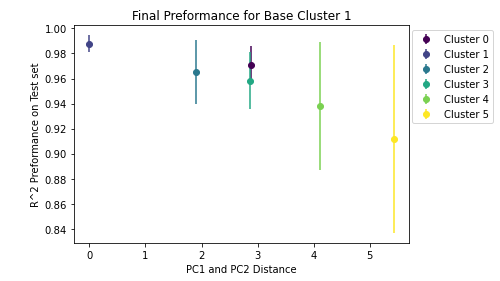 Final Preformance for Base Cluster 1
R^2 Preformance on Test set
1.00
0.98
0.96
0.94
0.92
0.90
0.88
0.86
0.84
0 1 2 3 4 5
PC1 and PC2 Distance
Cluster 0
Cluster 1
Cluster 2
Cluster 3
Cluster 4
Cluster 5